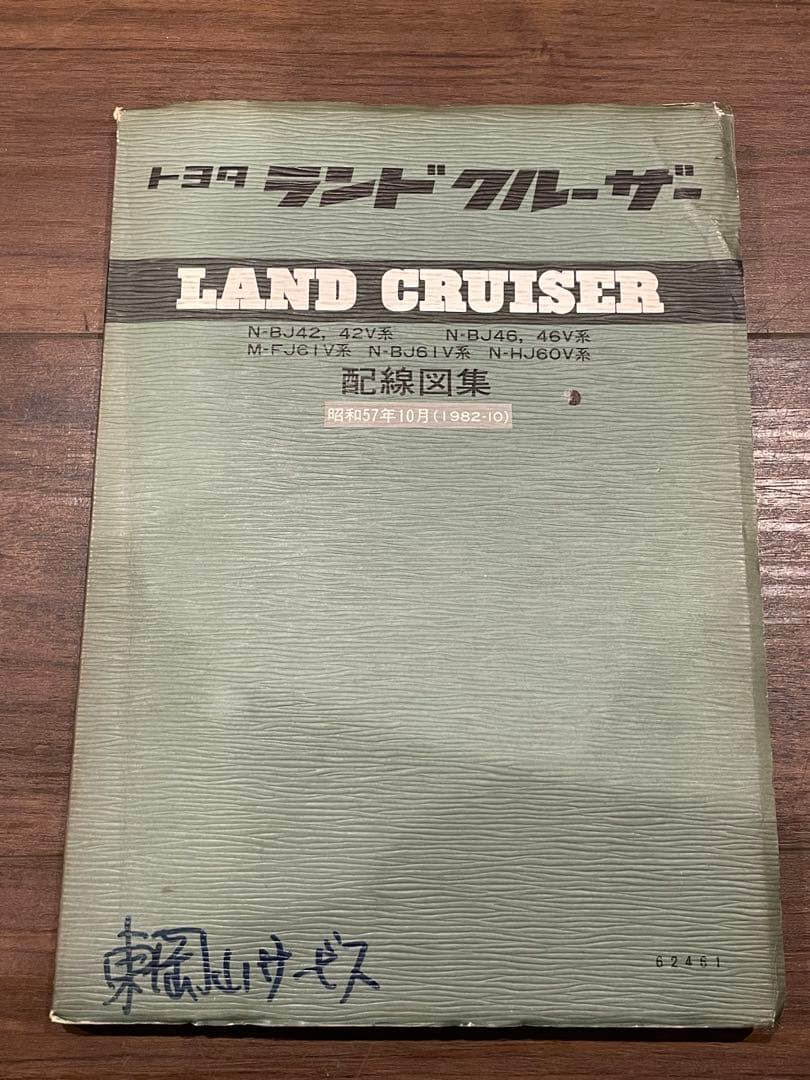 トヨタ ランドクルーザー
LAND CRUISER
N-BJ42, 42V系 N-BJ46, 46V系
M-FJ61V系 N-BJ61V系 N-HJ60V系
配線図集
昭和57年10月(1982-10)
東岡山サービス
62461